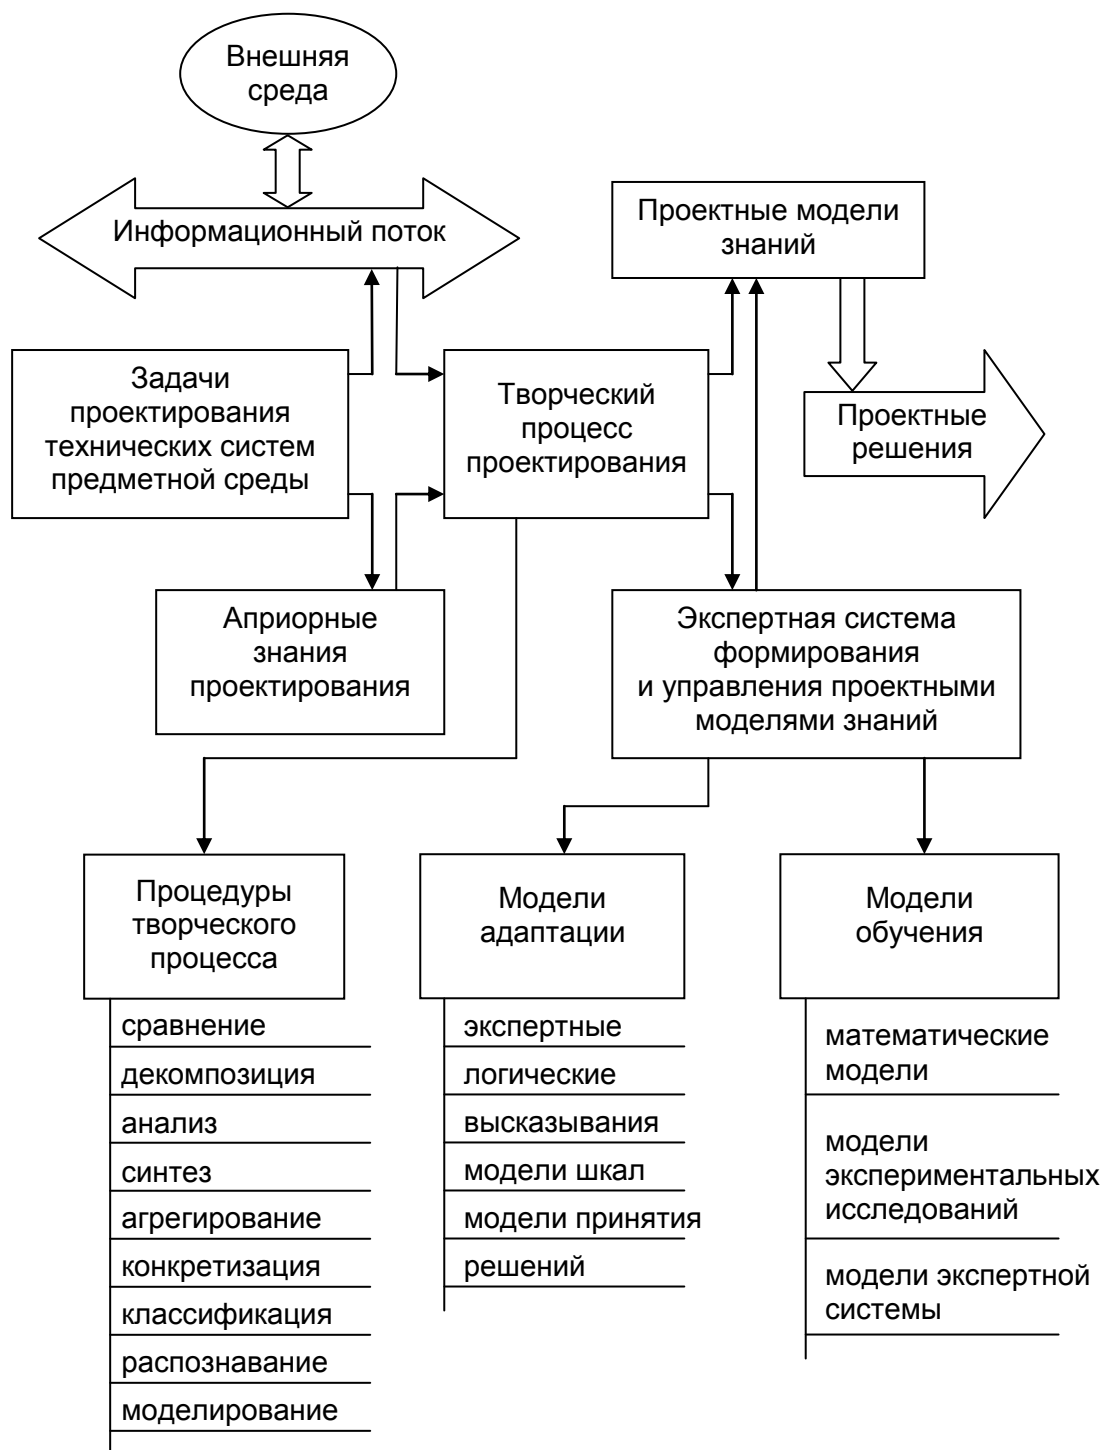 Внешняя
среда
Информационный поток
Проектные модели
знаний
Задачи
проектирования
технических систем
предметной среды
Творческий
процесс
проектирования
Проектные
решения
Априорные
знания
проектирования
Экспертная система
формирования
и управления проектными
моделями знаний
Процедуры
творческого
процесса
сравнение
декомпозиция
анализ
синтез
агрегирование
конкретизация
классификация
распознавание
моделирование
Модели
адаптации
экспертные
логические
высказывания
модели шкал
модели принятия
решений
Модели
обучения
математические
модели
модели
экспериментальных
исследований
модели экспертной
системы